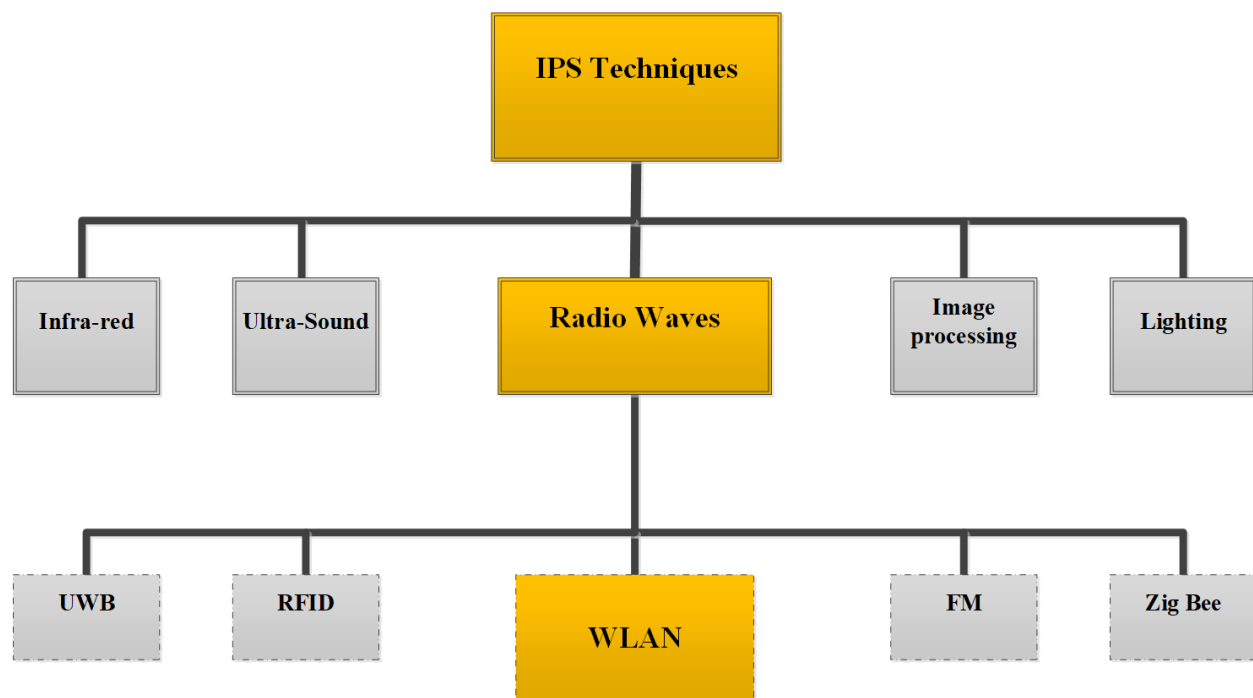 IPS Techniques
Infra-red
Ultra-Sound
Radio Waves
Image
processing
Lighting
UWB
RFID
WLAN
FM
Zig Bee